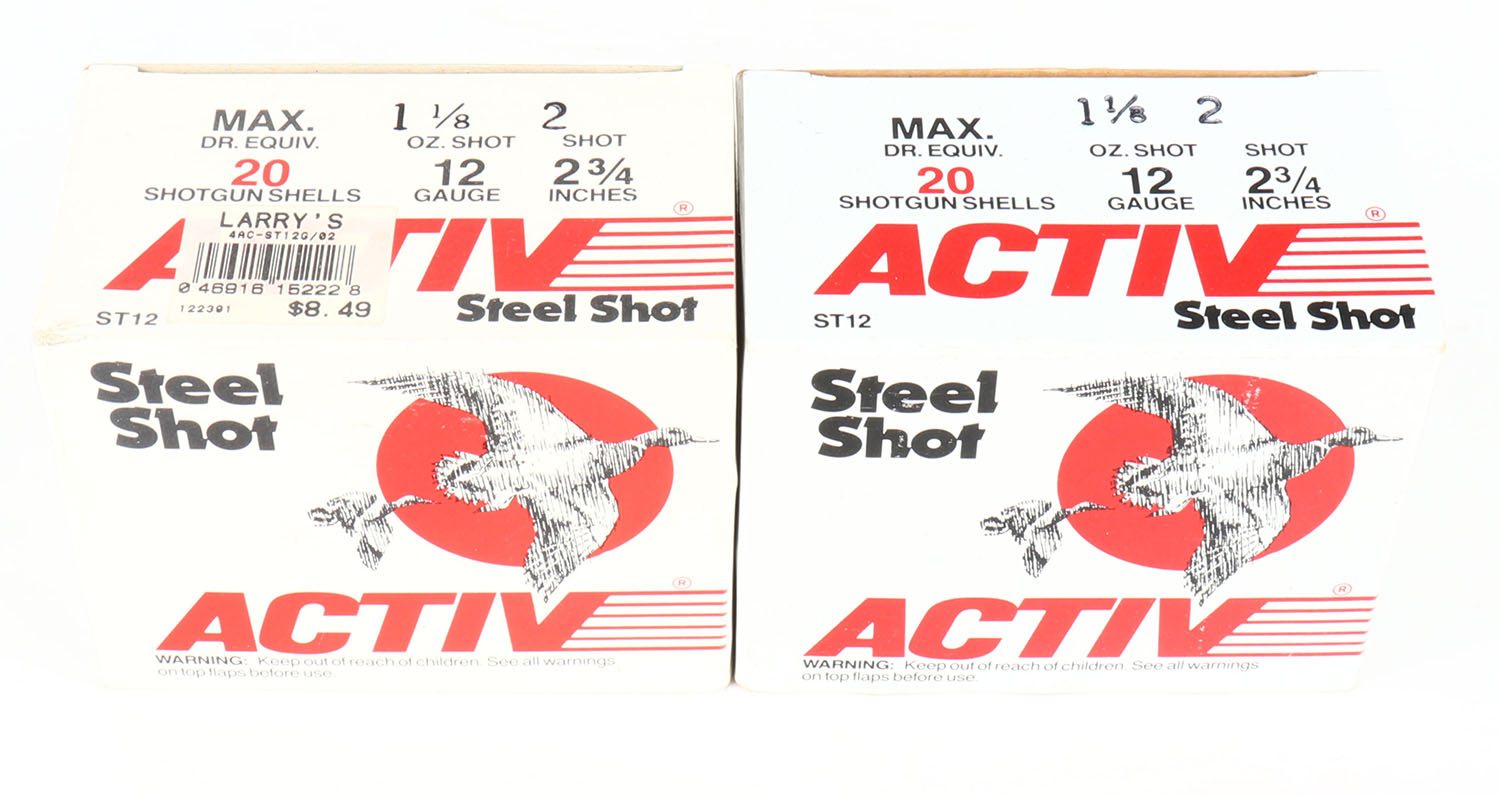 MAX. 1 1/8 2
DR. EQUIV. OZ. SHOT SHOT
20 12 2 3/4
SHOTGUN SHELLS GAUGE INCHES
LARRY'S
4AC-ST12G/02
0 46916 15222 8
122391 $8.49
ACTIV ®
ST12 Steel Shot
Steel
Shot
ACTIV ®
WARNING: Keep out of reach of children. See all warnings
on top flaps before use.
MAX. 1 1/8 2
DR. EQUIV. OZ. SHOT SHOT
20 12 2 3/4
SHOTGUN SHELLS GAUGE INCHES
ACTIV ®
ST12 Steel Shot
Steel
Shot
ACTIV ®
WARNING: Keep out of reach of children. See all warnings
on top flaps before use.